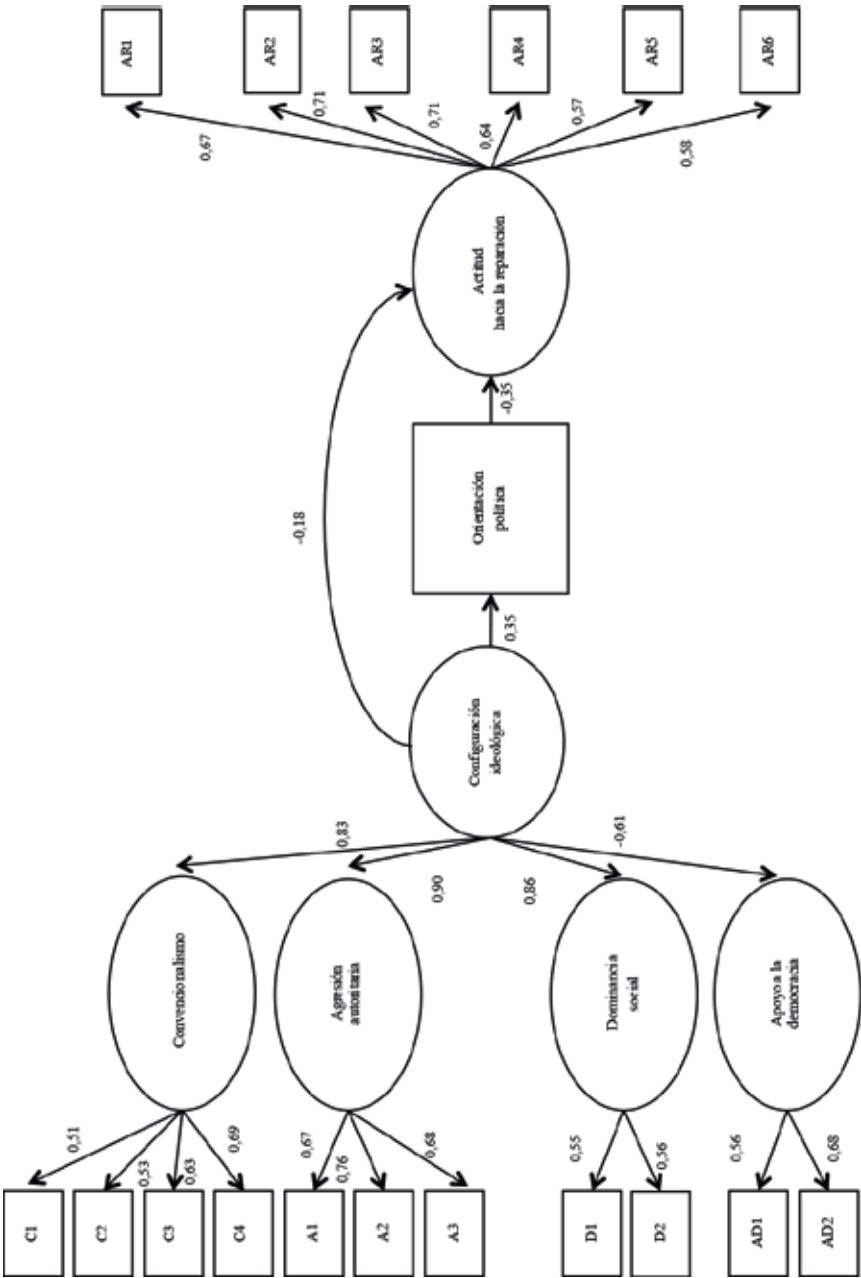 C1
C2
C3
C4
A1
A2
A3
D1
D2
AD1
AD2
0,51
0,53
0,63
0,69
0,67
0,76
0,68
0,55
0,56
0,56
0,68
Convencionalismo
Agresión
autoritaria
Dominancia
social
Apoyo a la
democracia
0,83
0,90
0,86
-0,61
Configuración
ideológica
0,35
-0,18
Orientación
política
-0,35
Actitud
hacia la reparación
0,67
0,71
0,71
0,64
0,57
0,58
AR1
AR2
AR3
AR4
AR5
AR6